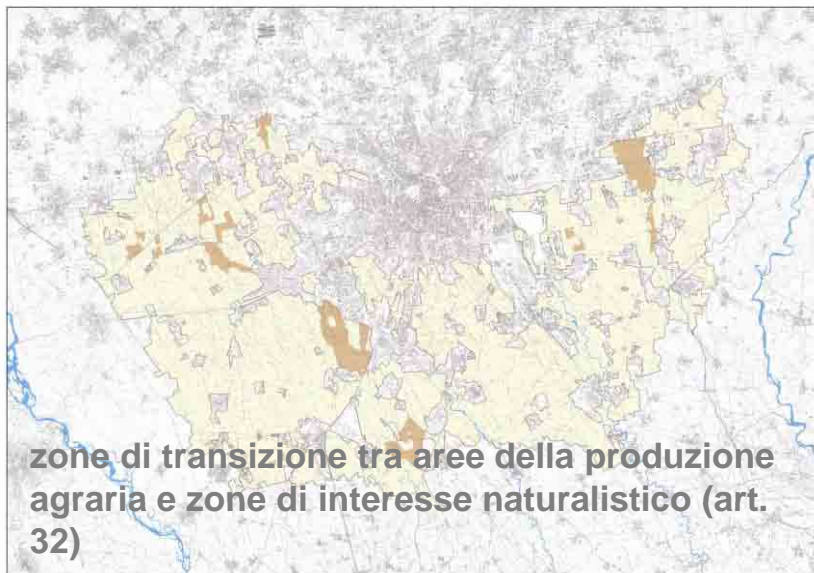 zone di transizione tra aree della produzione
agraria e zone di interesse naturalistico (art.
32)